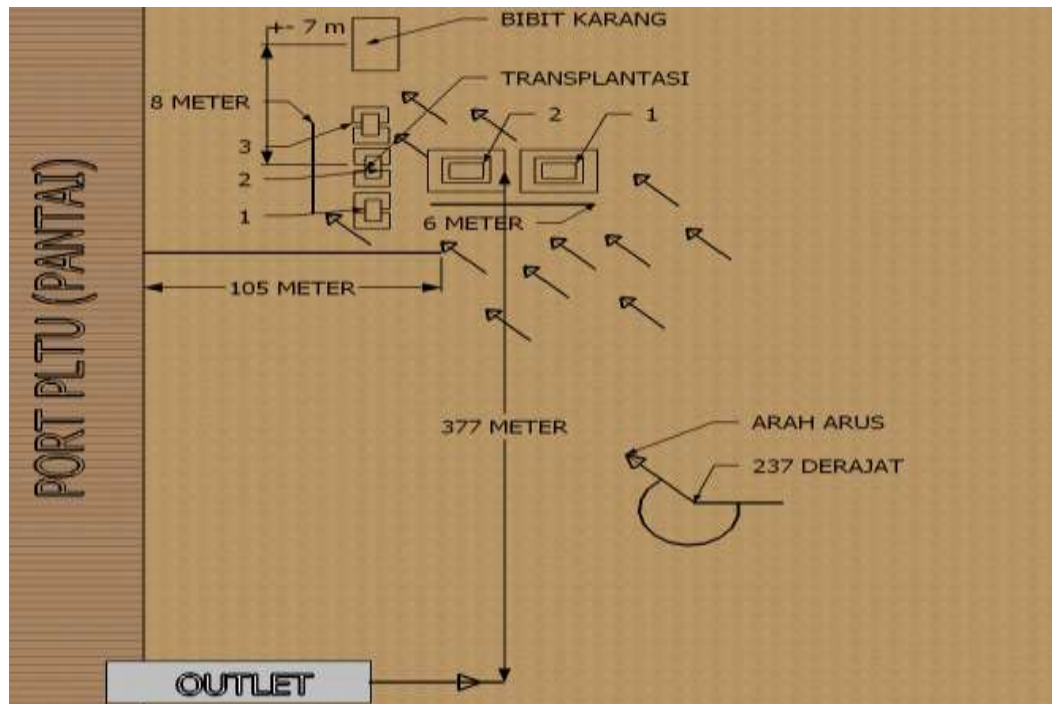 +- 7 m
BIBIT KARANG
TRANSPLANTASI
8 METER
2
1
3
2
1
6 METER
105 METER
PORT PLTU (PANTAI)
377 METER
ARAH ARUS
237 DERAJAT
OUTLET